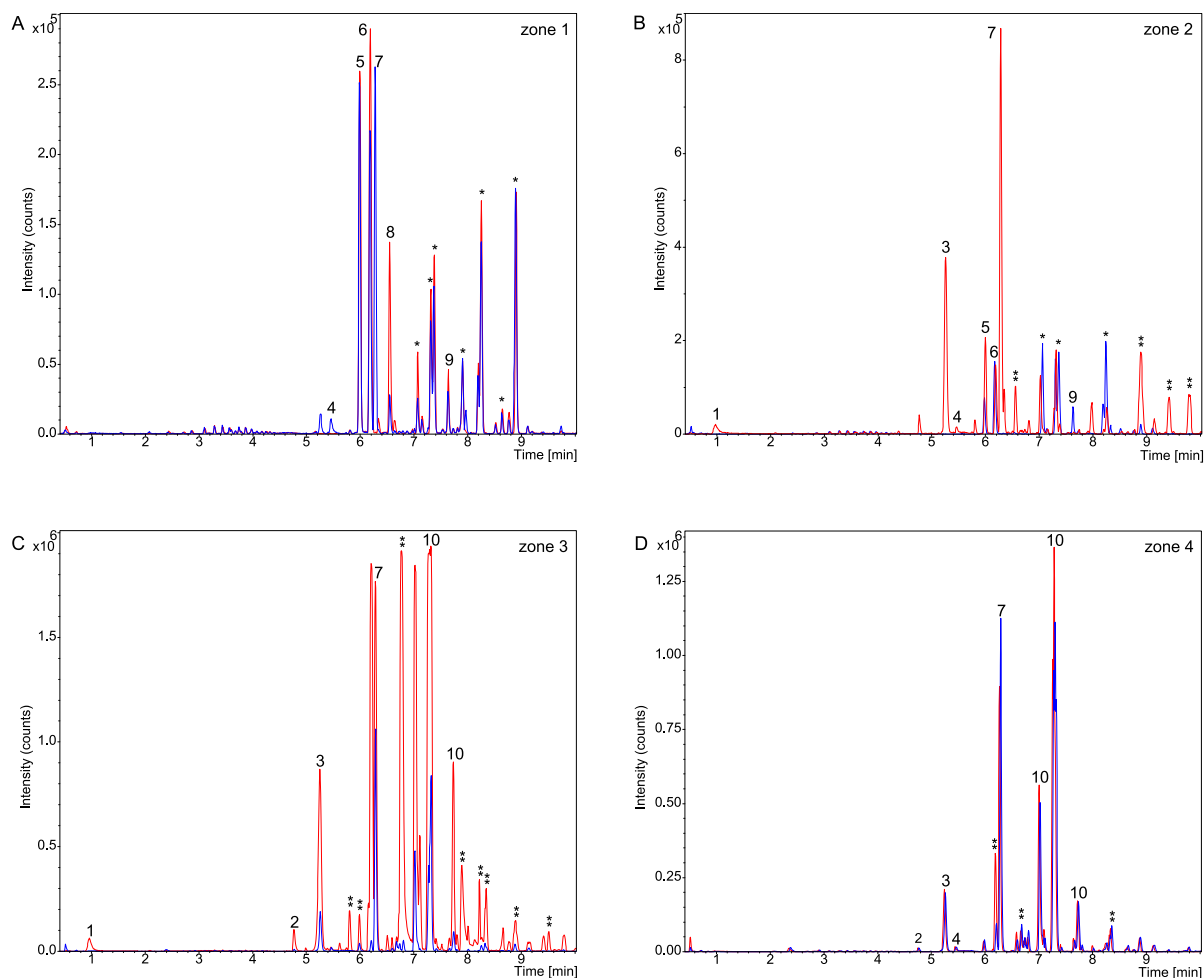 A x10 5 zone 1
6
5 7
2.5
2.0
* *
1.5
8
* *
1.0
9 *
0.5 *
4 *
0.0
1 2 3 4 5 6 7 8 9
Time [min]
Intensity (counts)
B x10 5 zone 2
7
8
6
3
4
5
* * *
2 6
** 9 ** ** **
1 4
0.0
1 2 3 4 5 6 7 8 9
Time [min]
Intensity (counts)
C x10 6 zone 3
** 10
7
1.5
1.0
3 10
0.5
** ** ** ** ** ** **
1 2
0.0
1 2 3 4 5 6 7 8 9
Time [min]
Intensity (counts)
D x10 6 zone 4
10
1.25
7
1.00
0.75
10
0.50
**
0.25
3 10
** **
2 4
0.0
1 2 3 4 5 6 7 8 9
Time [min]
Intensity (counts)